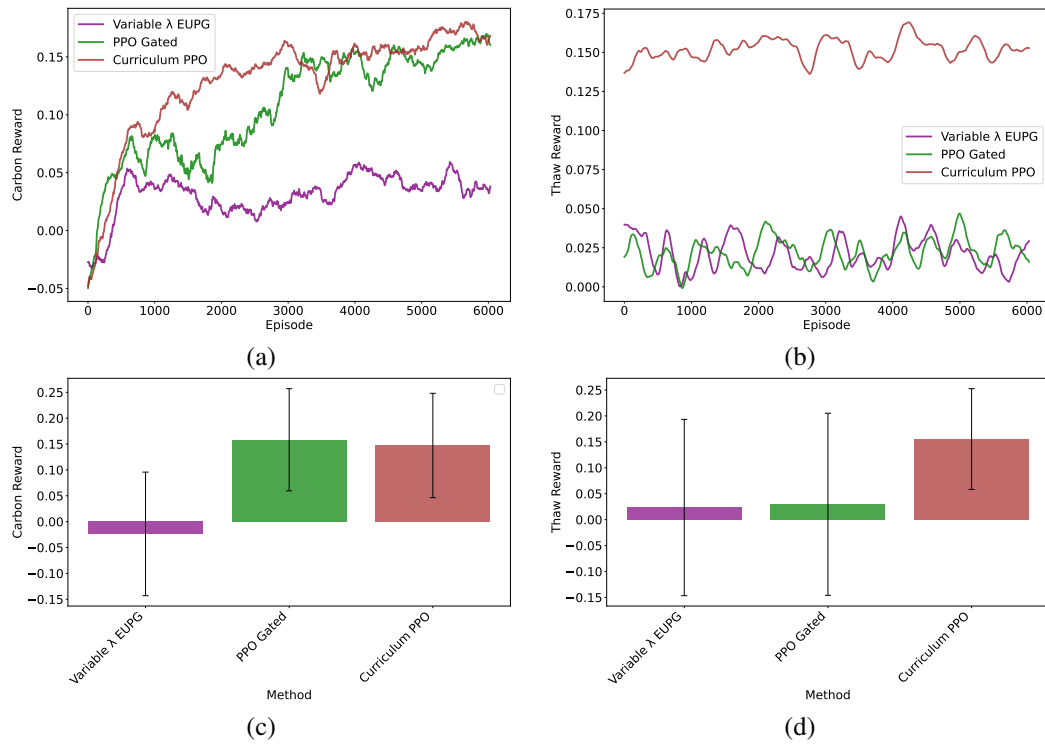 Variable λ EUPG
PPO Gated
Curriculum PPO
Carbon Reward
0.15
0.10
0.05
0.00
−0.05
0 1000 2000 3000 4000 5000 6000
Episode
(a)
Variable λ EUPG
PPO Gated
Curriculum PPO
Thaw Reward
0.175
0.150
0.125
0.100
0.075
0.050
0.025
0.000
0 1000 2000 3000 4000 5000 6000
Episode
(b)
Carbon Reward
0.25
0.20
0.15
0.10
0.05
0.00
−0.05
−0.10
−0.15
Variable λ EUPG
PPO Gated
Curriculum PPO
Method
(c)
Thaw Reward
0.25
0.20
0.15
0.10
0.05
0.00
−0.05
−0.10
−0.15
Variable λ EUPG
PPO Gated
Curriculum PPO
Method
(d)